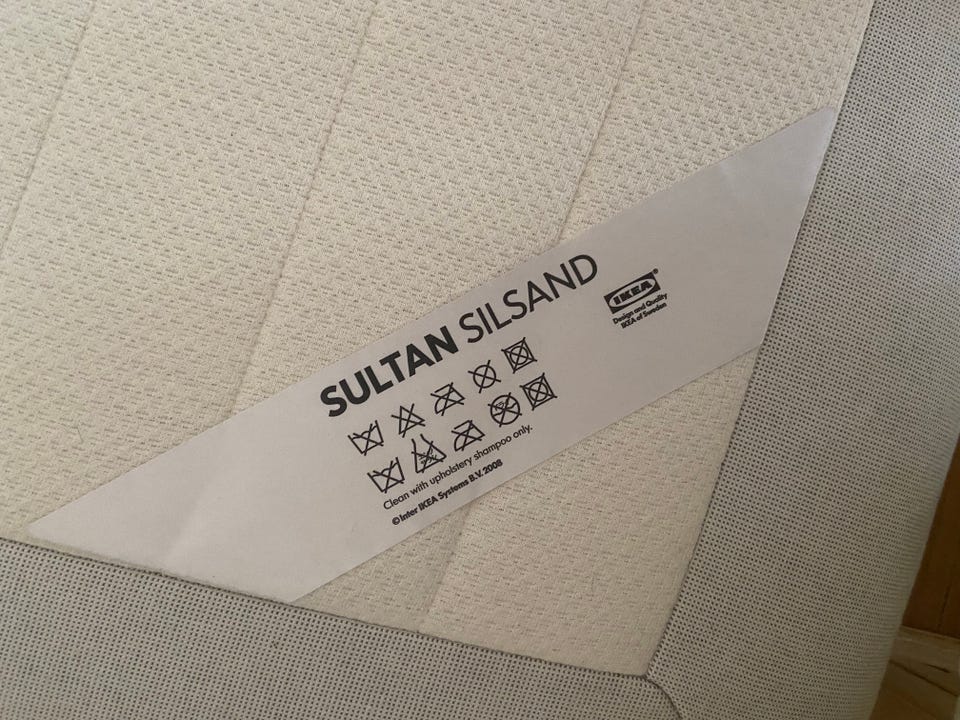 SULTAN SILSAND
IKEA®
Design and Quality
IKEA of Sweden
Clean with upholstery shampoo only.
©Inter IKEA Systems B.V. 2008